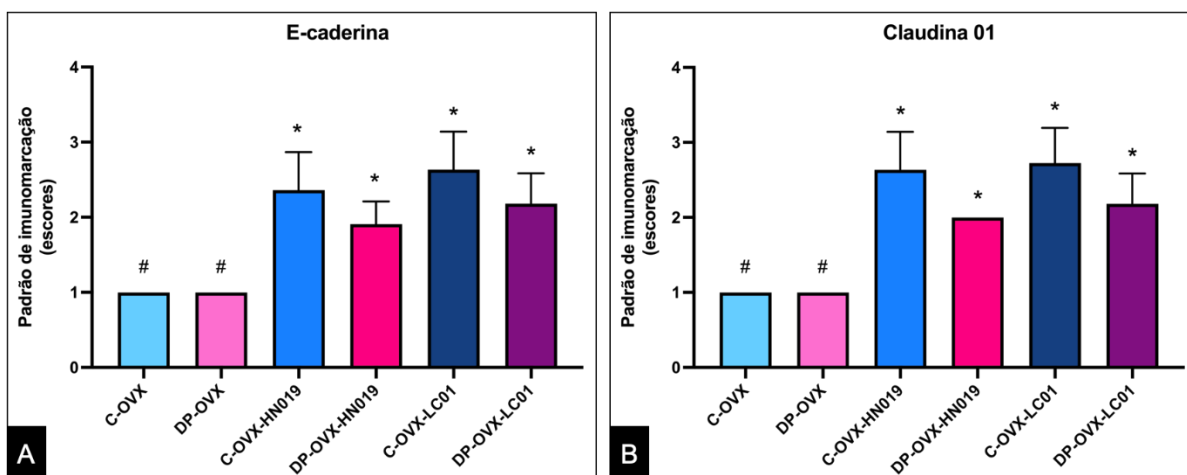 E-caderina
Padrão de imunomarcação
(escores)
4
3
2
1
0
#
#
*
*
*
*
C-OVX
DP-OVX
C-OVX-HN019
DP-OVX-HN019
C-OVX-LC01
DP-OVX-LC01
A
Claudina 01
Padrão de imunomarcação
(escores)
4
3
2
1
0
#
#
*
*
*
*
C-OVX
DP-OVX
C-OVX-HN019
DP-OVX-HN019
C-OVX-LC01
DP-OVX-LC01
B